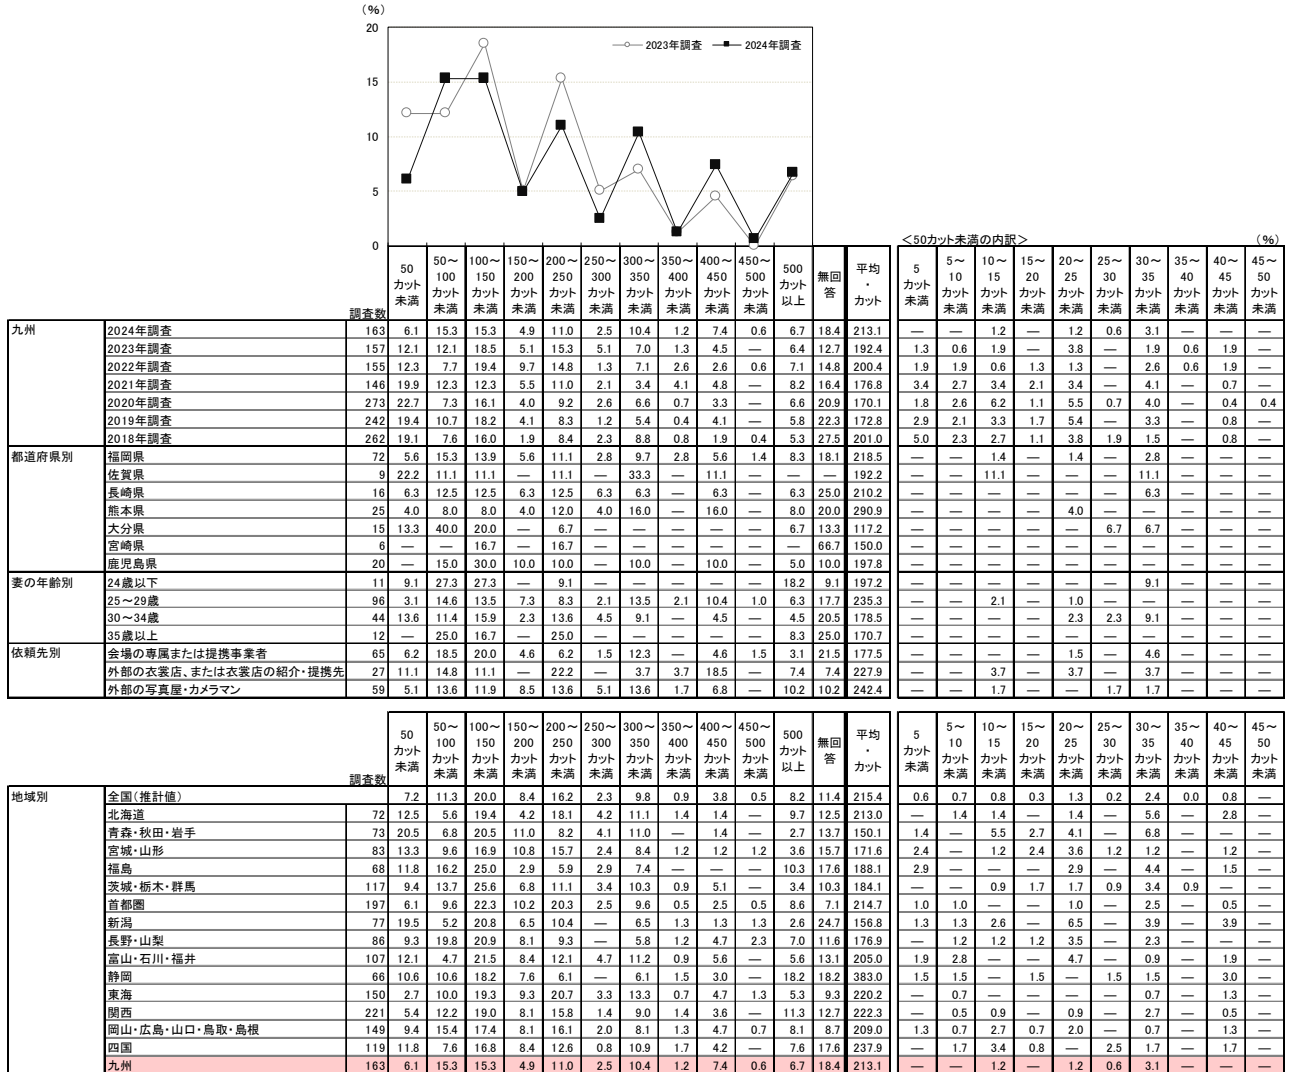 (%)
20
15
10
5
0
2023年調査 2024年調査
＜50カット未満の内訳＞ (%)
調査数 50カット未満 50～100カット未満 100～150カット未満 150～200カット未満 200～250カット未満 250～300カット未満 300～350カット未満 350～400カット未満 400～450カット未満 450～500カット未満 500カット以上 無回答 平均・カット 5カット未満 5～10カット未満 10～15カット未満 15～20カット未満 20～25カット未満 25～30カット未満 30～35カット未満 35～40カット未満 40～45カット未満 45～50カット未満
九州 2024年調査 163 6.1 15.3 15.3 4.9 11.0 2.5 10.4 1.2 7.4 0.6 6.7 18.4 213.1 — — 1.2 — 1.2 0.6 3.1 — — —
2023年調査 157 12.1 12.1 18.5 5.1 15.3 5.1 7.0 1.3 4.5 — 6.4 12.7 192.4 1.3 0.6 1.9 — 3.8 — 1.9 0.6 1.9 —
2022年調査 155 12.3 7.7 19.4 9.7 14.8 1.3 7.1 2.6 2.6 0.6 7.1 14.8 200.4 1.9 1.9 0.6 1.3 1.3 — 2.6 0.6 1.9 —
2021年調査 146 19.9 12.3 12.3 5.5 11.0 2.1 3.4 4.1 4.8 — 8.2 16.4 176.8 3.4 2.7 3.4 2.1 3.4 — 4.1 — 0.7 —
2020年調査 273 22.7 7.3 16.1 4.0 9.2 2.6 6.6 0.7 3.3 — 6.6 20.9 170.1 1.8 2.6 6.2 1.1 5.5 0.7 4.0 — 0.4 0.4
2019年調査 242 19.4 10.7 18.2 4.1 8.3 1.2 5.4 0.4 4.1 — 5.8 22.3 172.8 2.9 2.1 3.3 1.7 5.4 — 3.3 — 0.8 —
2018年調査 262 19.1 7.6 16.0 1.9 8.4 2.3 8.8 0.8 1.9 0.4 5.3 27.5 201.0 5.0 2.3 2.7 1.1 3.8 1.9 1.5 — 0.8 —
都道府県別 福岡県 72 5.6 15.3 13.9 5.6 11.1 2.8 9.7 2.8 5.6 1.4 8.3 18.1 218.5 — — 1.4 — 1.4 — 2.8 — — —
佐賀県 9 22.2 11.1 11.1 — 11.1 — 33.3 — 11.1 — — — 192.2 — — 11.1 — — — 11.1 — — —
長崎県 16 6.3 12.5 12.5 6.3 12.5 6.3 6.3 — 6.3 — 6.3 25.0 210.2 — — — — — — 6.3 — — —
熊本県 25 4.0 8.0 8.0 4.0 12.0 4.0 16.0 — 16.0 — 8.0 20.0 290.9 — — — — 4.0 — — — — —
大分県 15 13.3 40.0 20.0 — 6.7 — — — — — 6.7 13.3 117.2 — — — — — 6.7 6.7 — — —
宮崎県 6 — — 16.7 — 16.7 — — — — — — 66.7 150.0 — — — — — — — — — —
鹿児島県 20 — 15.0 30.0 10.0 10.0 — 10.0 — 10.0 — 5.0 10.0 197.8 — — — — — — — — — —
妻の年齢別 24歳以下 11 9.1 27.3 27.3 — 9.1 — — — — — 18.2 9.1 197.2 — — — — — — 9.1 — — —
25～29歳 96 3.1 14.6 13.5 7.3 8.3 2.1 13.5 2.1 10.4 1.0 6.3 17.7 235.3 — — 2.1 — 1.0 — — — — —
30～34歳 44 13.6 11.4 15.9 2.3 13.6 4.5 9.1 — 4.5 — 4.5 20.5 178.5 — — — — 2.3 2.3 9.1 — — —
35歳以上 12 — 25.0 16.7 — 25.0 — — — — — 8.3 25.0 170.7 — — — — — — — — — —
依頼先別 会場の専属または提携事業者 65 6.2 18.5 20.0 4.6 6.2 1.5 12.3 — 4.6 1.5 3.1 21.5 177.5 — — — — 1.5 — 4.6 — — —
外部の衣裳店、または衣裳店の紹介・提携先 27 11.1 14.8 11.1 — 22.2 — 3.7 3.7 18.5 — 7.4 7.4 227.9 — — 3.7 — 3.7 — 3.7 — — —
外部の写真屋・カメラマン 59 5.1 13.6 11.9 8.5 13.6 5.1 13.6 1.7 6.8 — 10.2 10.2 242.4 — — 1.7 — — 1.7 1.7 — — —
調査数 50カット未満 50～100カット未満 100～150カット未満 150～200カット未満 200～250カット未満 250～300カット未満 300～350カット未満 350～400カット未満 400～450カット未満 450～500カット未満 500カット以上 無回答 平均・カット 5カット未満 5～10カット未満 10～15カット未満 15～20カット未満 20～25カット未満 25～30カット未満 30～35カット未満 35～40カット未満 40～45カット未満 45～50カット未満
地域別 全国（推計値） 7.2 11.3 20.0 8.4 16.2 2.3 9.8 0.9 3.8 0.5 8.2 11.4 215.4 0.6 0.7 0.8 0.3 1.3 0.2 2.4 0.0 0.8 —
北海道 72 12.5 5.6 19.4 4.2 18.1 4.2 11.1 1.4 1.4 — 9.7 12.5 213.0 — 1.4 1.4 — 1.4 — 5.6 — 2.8 —
青森・秋田・岩手 73 20.5 6.8 20.5 11.0 8.2 4.1 11.0 — 1.4 — 2.7 13.7 150.1 1.4 — 5.5 2.7 4.1 — 6.8 — — —
宮城・山形 83 13.3 9.6 16.9 10.8 15.7 2.4 8.4 1.2 1.2 1.2 3.6 15.7 171.6 2.4 — 1.2 2.4 3.6 1.2 1.2 — 1.2 —
福島 68 11.8 16.2 25.0 2.9 5.9 2.9 7.4 — — — 10.3 17.6 188.1 2.9 — — — 2.9 — 4.4 — 1.5 —
茨城・栃木・群馬 117 9.4 13.7 25.6 6.8 11.1 3.4 10.3 0.9 5.1 — 3.4 10.3 184.1 — — 0.9 1.7 1.7 0.9 3.4 0.9 — —
首都圏 197 6.1 9.6 22.3 10.2 20.3 2.5 9.6 0.5 2.5 0.5 8.6 7.1 214.7 1.0 1.0 — — 1.0 — 2.5 — 0.5 —
新潟 77 19.5 5.2 20.8 6.5 10.4 — 6.5 1.3 1.3 1.3 2.6 24.7 156.8 1.3 1.3 2.6 — 6.5 — 3.9 — 3.9 —
長野・山梨 86 9.3 19.8 20.9 8.1 9.3 — 5.8 1.2 4.7 2.3 7.0 11.6 176.9 — 1.2 1.2 1.2 3.5 — 2.3 — — —
富山・石川・福井 107 12.1 4.7 21.5 8.4 12.1 4.7 11.2 0.9 5.6 — 5.6 13.1 205.0 1.9 2.8 — — 4.7 — 0.9 — 1.9 —
静岡 66 10.6 10.6 18.2 7.6 6.1 — 6.1 1.5 3.0 — 18.2 18.2 383.0 1.5 1.5 — 1.5 — 1.5 1.5 — 3.0 —
東海 150 2.7 10.0 19.3 9.3 20.7 3.3 13.3 0.7 4.7 1.3 5.3 9.3 220.2 — 0.7 — — — — 0.7 — 1.3 —
関西 221 5.4 12.2 19.0 8.1 15.8 1.4 9.0 1.4 3.6 — 11.3 12.7 222.3 — 0.5 0.9 — 0.9 — 2.7 — 0.5 —
岡山・広島・山口・鳥取・島根 149 9.4 15.4 17.4 8.1 16.1 2.0 8.1 1.3 4.7 0.7 8.1 8.7 209.0 1.3 0.7 2.7 0.7 2.0 — 0.7 — 1.3 —
四国 119 11.8 7.6 16.8 8.4 12.6 0.8 10.9 1.7 4.2 — 7.6 17.6 237.9 — 1.7 3.4 0.8 — 2.5 1.7 — 1.7 —
九州 163 6.1 15.3 15.3 4.9 11.0 2.5 10.4 1.2 7.4 0.6 6.7 18.4 213.1 — — 1.2 — 1.2 0.6 3.1 — — —